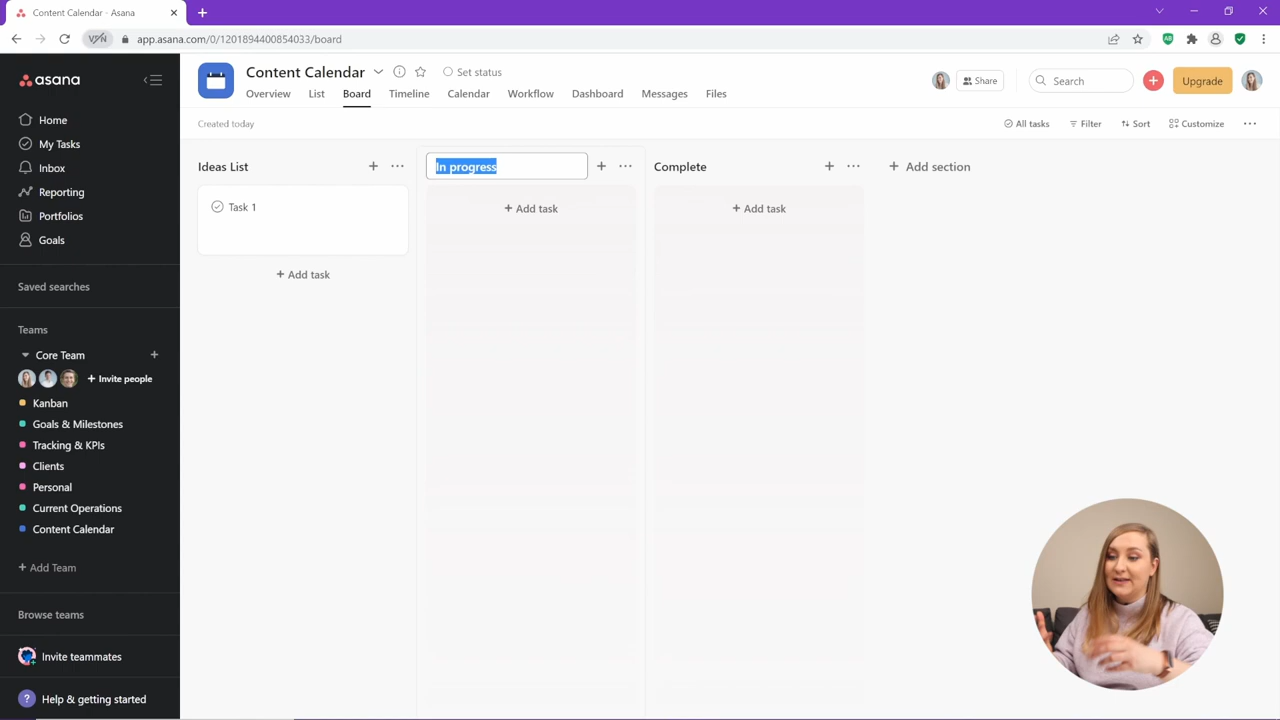 Content Calendar - Asana
VPN
app.asana.com/0/1201894400854033/board
asana
Home
My Tasks
Inbox
Reporting
Portfolios
Goals
Saved searches
Teams
Core Team
+ Invite people
Kanban
Goals & Milestones
Tracking & KPIs
Clients
Personal
Current Operations
Content Calendar
+ Add Team
Browse teams
Invite teammates
? Help & getting started
Content Calendar
Set status
Share
Search
Upgrade
Overview List Board Timeline Calendar Workflow Dashboard Messages Files
Created today
All tasks Filter Sort Customize
Ideas List
Task 1
+ Add task
In progress
+ Add task
Complete
+ Add task
+ Add section